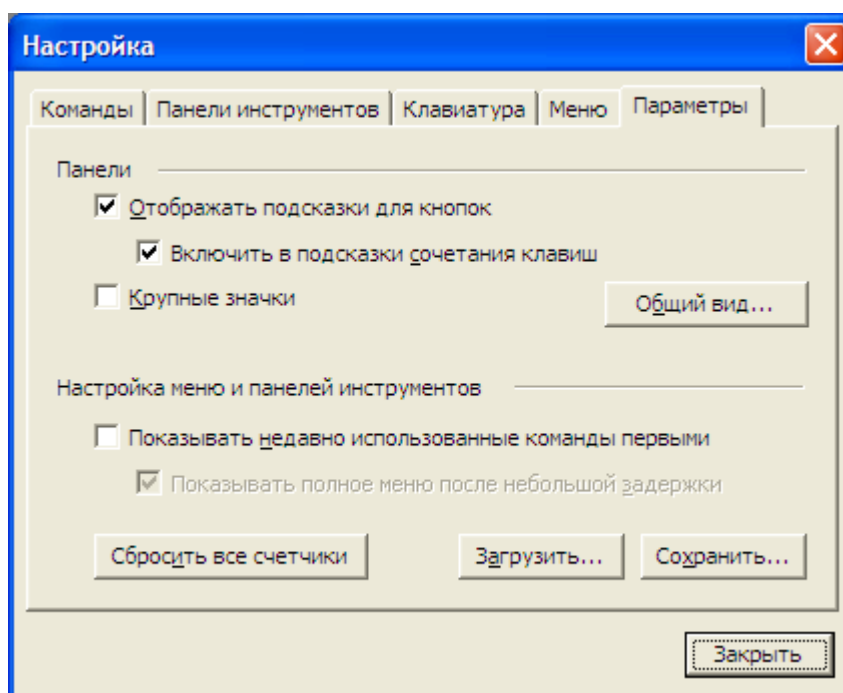 Настройка
Команды Панели инструментов Клавиатура Меню Параметры
Панели
Отображать подсказки для кнопок
Включить в подсказки сочетания клавиш
Крупные значки
Общий вид...
Настройка меню и панелей инструментов
Показывать недавно использованные команды первыми
Показывать полное меню после небольшой задержки
Сбросить все счетчики Загрузить... Сохранить...
Закрыть